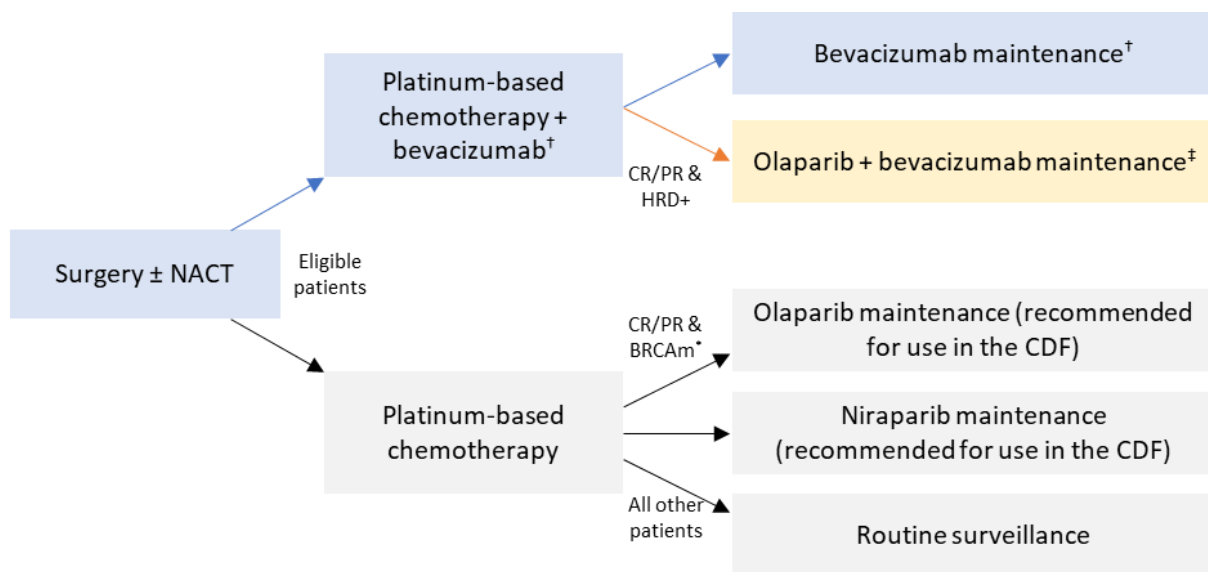 Bevacizumab maintenance†
Platinum-based
chemotherapy +
bevacizumab†
Olaparib + bevacizumab maintenance‡
CR/PR &
HRD+
Surgery ± NACT
Eligible
patients
CR/PR &
BRCAm*
Olaparib maintenance (recommended
for use in the CDF)
Platinum-based
chemotherapy
Niraparib maintenance
(recommended for use in the CDF)
All other
patients
Routine surveillance